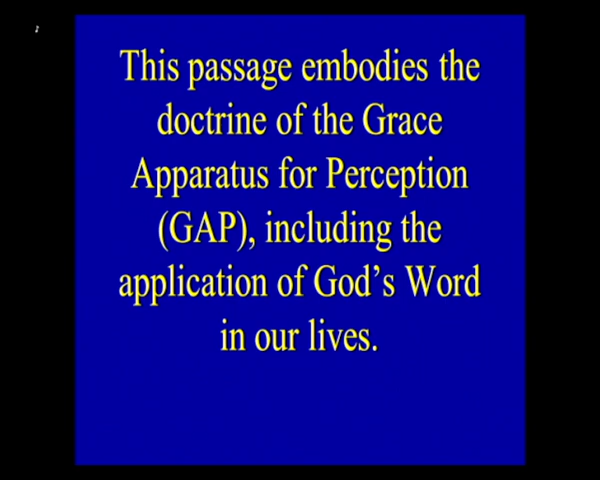 This passage embodies the
doctrine of the Grace
Apparatus for Perception
(GAP), including the
application of God's Word
in our lives.